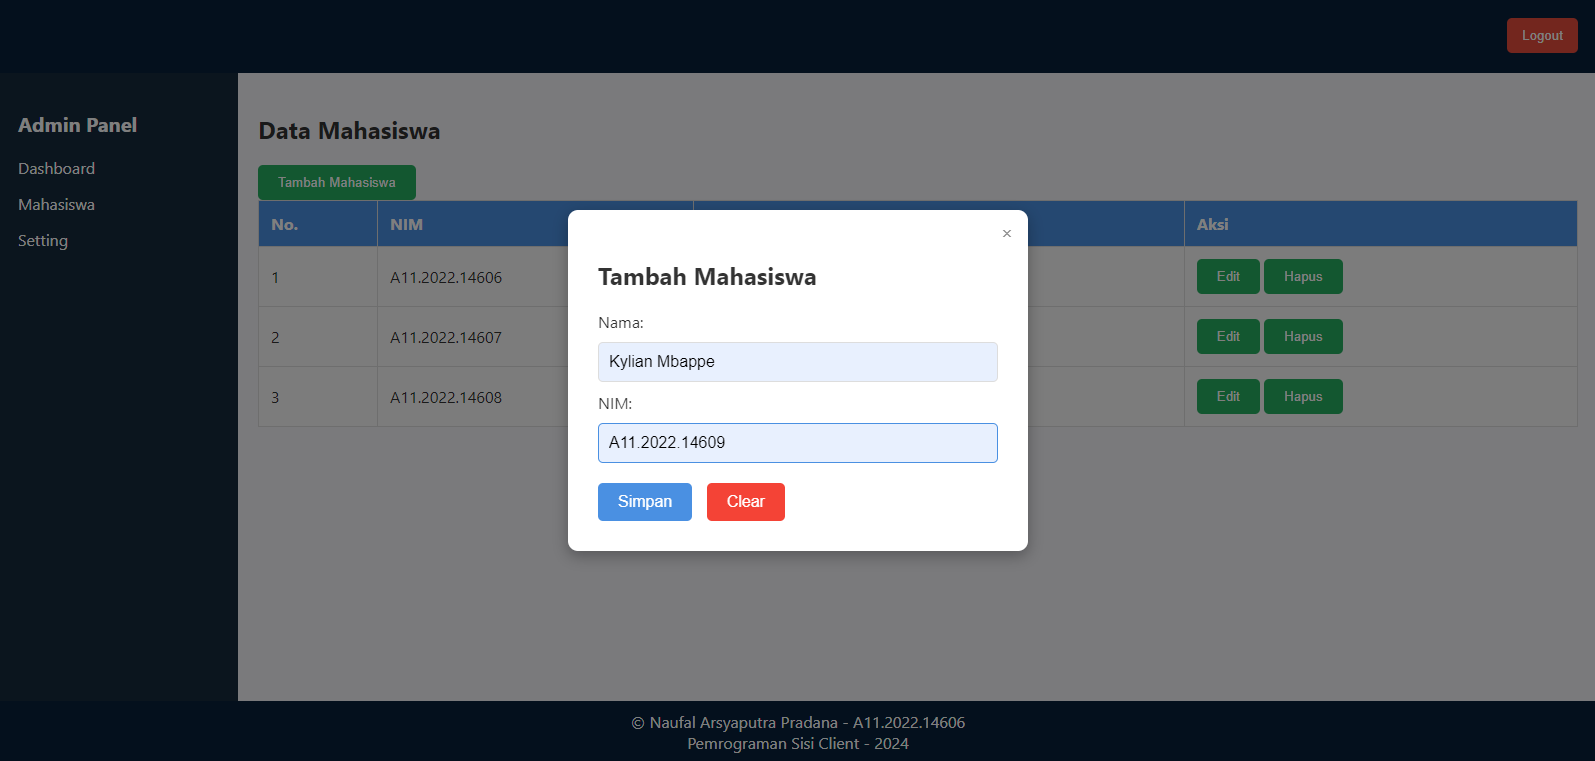 Logout
Admin Panel
Dashboard
Mahasiswa
Setting
Data Mahasiswa
Tambah Mahasiswa
No. NIM Aksi
1 A11.2022.14606 Edit Hapus
2 A11.2022.14607 Edit Hapus
3 A11.2022.14608 Edit Hapus
×
Tambah Mahasiswa
Nama:
Kylian Mbappe
NIM:
A11.2022.14609
Simpan Clear
© Naufal Arsyaputra Pradana - A11.2022.14606
Pemrograman Sisi Client - 2024